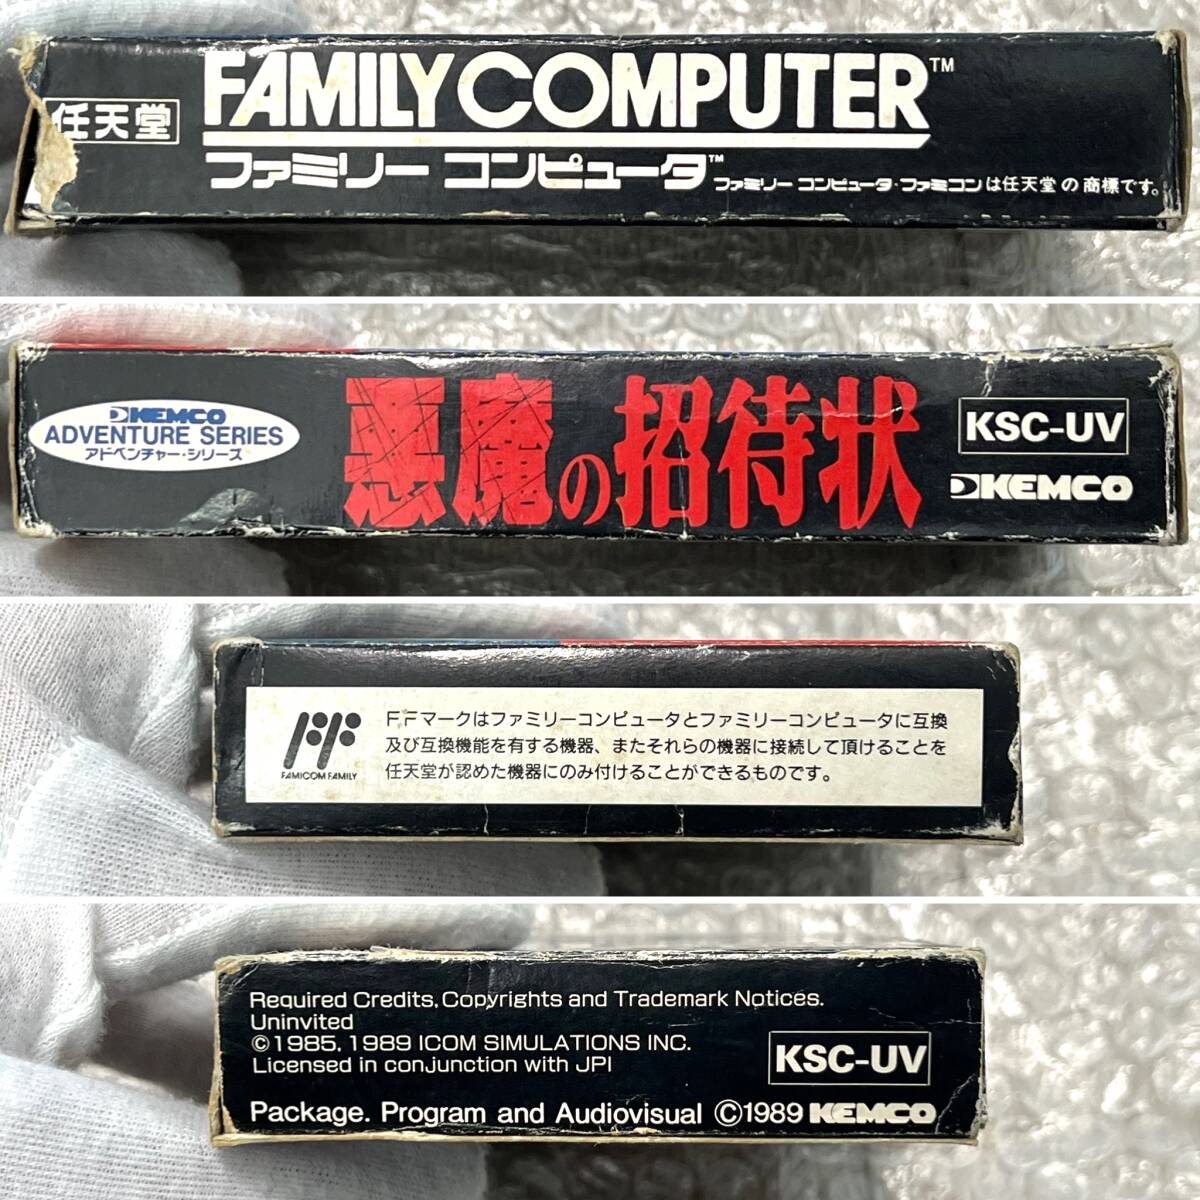 任天堂
FAMILY COMPUTER™
ファミリー コンピュータ™
ファミリー コンピュータ・ファミコンは任天堂の商標です。
KEMCO
ADVENTURE SERIES
アドベンチャー・シリーズ
悪魔の招待状
KSC-UV
KEMCO
FF
FAMICOM FAMILY
F,Fマークはファミリーコンピュータとファミリーコンピュータに互換
及び互換機能を有する機器、またそれらの機器に接続して頂けることを
任天堂が認めた機器にのみ付けることができるものです。
Required Credits, Copyrights and Trademark Notices.
Uninvited
©1985, 1989 ICOM SIMULATIONS INC.
Licensed in conjunction with JPI
KSC-UV
Package. Program and Audiovisual ©1989 KEMCO